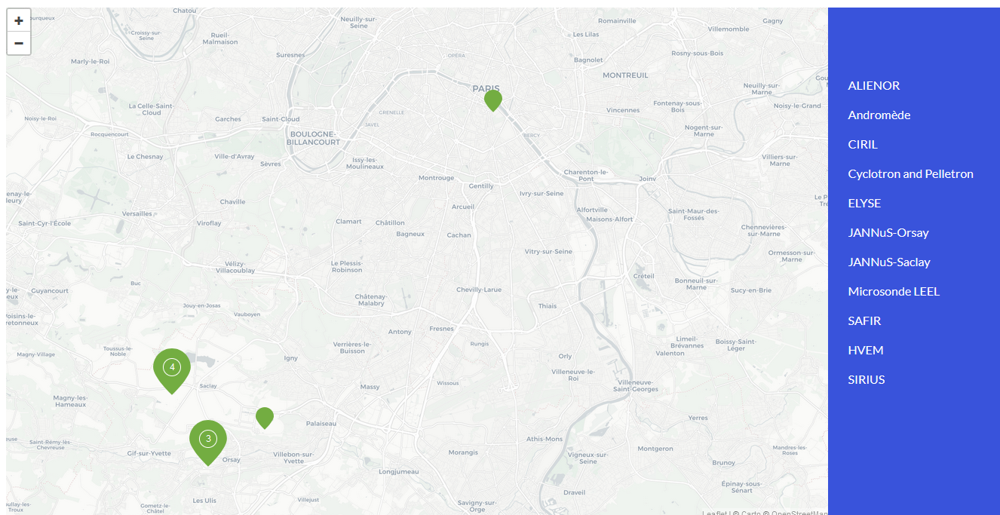 +
−
Chatou
Neuilly-sur-
Seine
Romainville
Gagny
Croissy-sur-
Seine
Rueil-
Malmaison
Les Lilas
Villemomble
Suresnes
OPÉRA
Rosny-sous-Bois
Marly-le-Roi
Bagnolet
MONTREUIL
PARIS
Neuilly-sur-
Marne
La Celle-Saint-
Cloud
GRENELLE
Vincennes
Fontenay-sous-
Bois
Noisy-le-Grand
Noisy-le-Roi
Garches
Saint-Cloud
JAVEL
Rocquencourt
BOULOGNE-
BILLANCOURT
BERCY
Nogent-sur-
Marne
Le Chesnay
Ville-d'Avray
Sèvres
Issy-les-
Moulineaux
Villiers-sur-
Marne
Montrouge
Gentilly
Charenton-le-
Pont
Joinv
Ivry-sur-Seine
Chaville
Arcueil
Alfortville
Saint-Maur-des-
Fossés
Versailles
Maisons-Alfort
Saint-Cyr-l'École
Viroflay
Clamart
Châtillon
Bagneux
Cachan
Chennevières-
sur-Marne
Vitry-sur-Seine
Ormesson-sur-
Marne
Vélizy-
Villacoublay
Le Plessis-
Robinson
Créteil
Buc
Bonneuil-sur-
Marne
Guyancourt
Chevilly-Larue
Sucy-en-Brie
Châtenay-
Malabry
Jouy-en-Josas
Vauboyen
Thiais
Antony
Fresnes
Verrières-le-
Buisson
Rungis
Limeil-
Brévannes
Boissy-Saint-
Léger
Toussus-le-
Noble
Magny-Village
Igny
Orly
Valenton
4
Villeneuve-le-
Roi
Saclay
Massy
Wissous
Villeneuve-
Saint-Georges
Magny-les-
Hameaux
Palaiseau
Yerres
3
Saint-Rémy-lès-
Chevreuse
Athis-Mons
Gif-sur-Yvette
Orsay
Villebon-sur-
Yvette
Morangis
Vigneux-sur-
Seine
Montgeron
Mandres-les-
Roses
Brunoy
Longjumeau
Épinay-sous-
Sénart
Draveil
Les Ulis
Villejust
Savigny-sur-
Orge
Gometz-le-
Châtel
Leaflet | © Carto © OpenStreetMap
ALIENOR
Andromède
CIRIL
Cyclotron and Pelletron
ELYSE
JANNuS-Orsay
JANNuS-Saclay
Microsonde LEEL
SAFIR
HVEM
SIRIUS